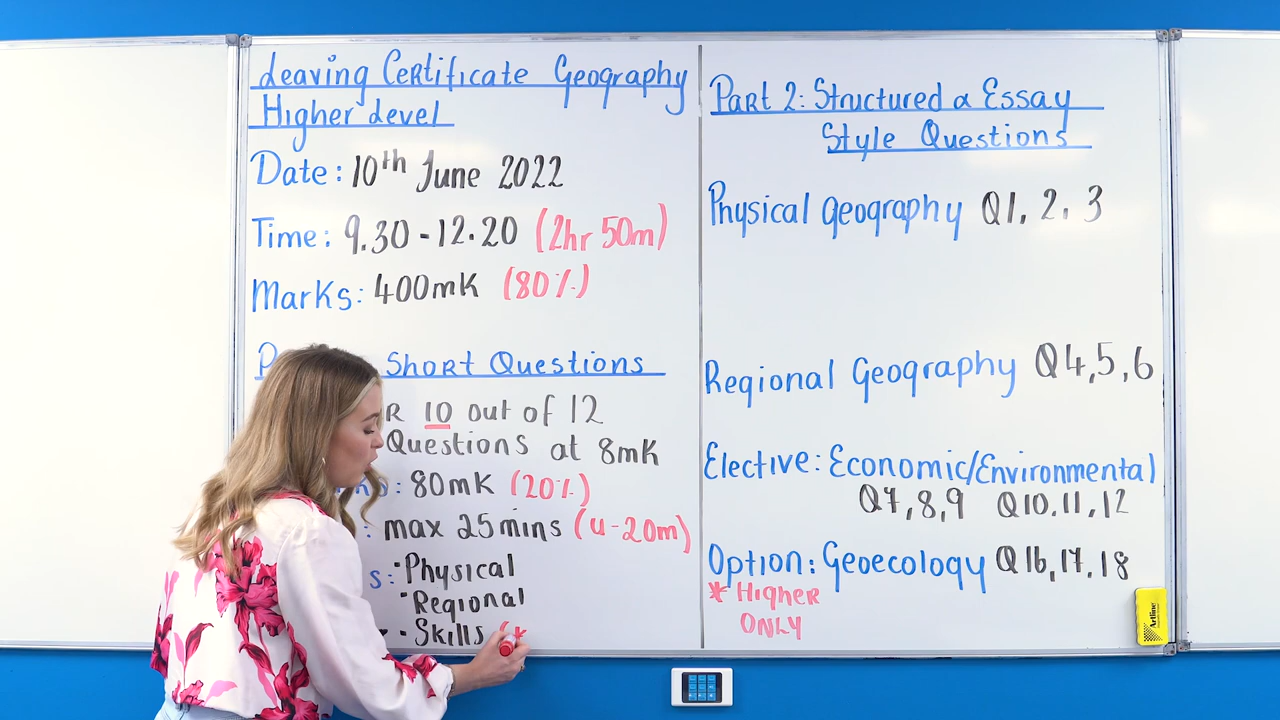 Leaving Certificate Geography
Higher Level
Date: 10th June 2022
Time: 9.30 - 12.20 (2hr 50m)
Marks: 400mk (80%)
Short Questions
10 out of 12
Questions at 8mk
80mk (20%)
max 25mins (u-20m)
• Physical
• Regional
• Skills (*
Part 2: Structured & Essay
Style Questions
Physical Geography Q1, 2, 3
Regional Geography Q4,5,6
Elective: Economic/Environmental
Q7,8,9 Q10,11,12
Option: Geoecology Q16,17,18
* Higher
ONLY
Artline